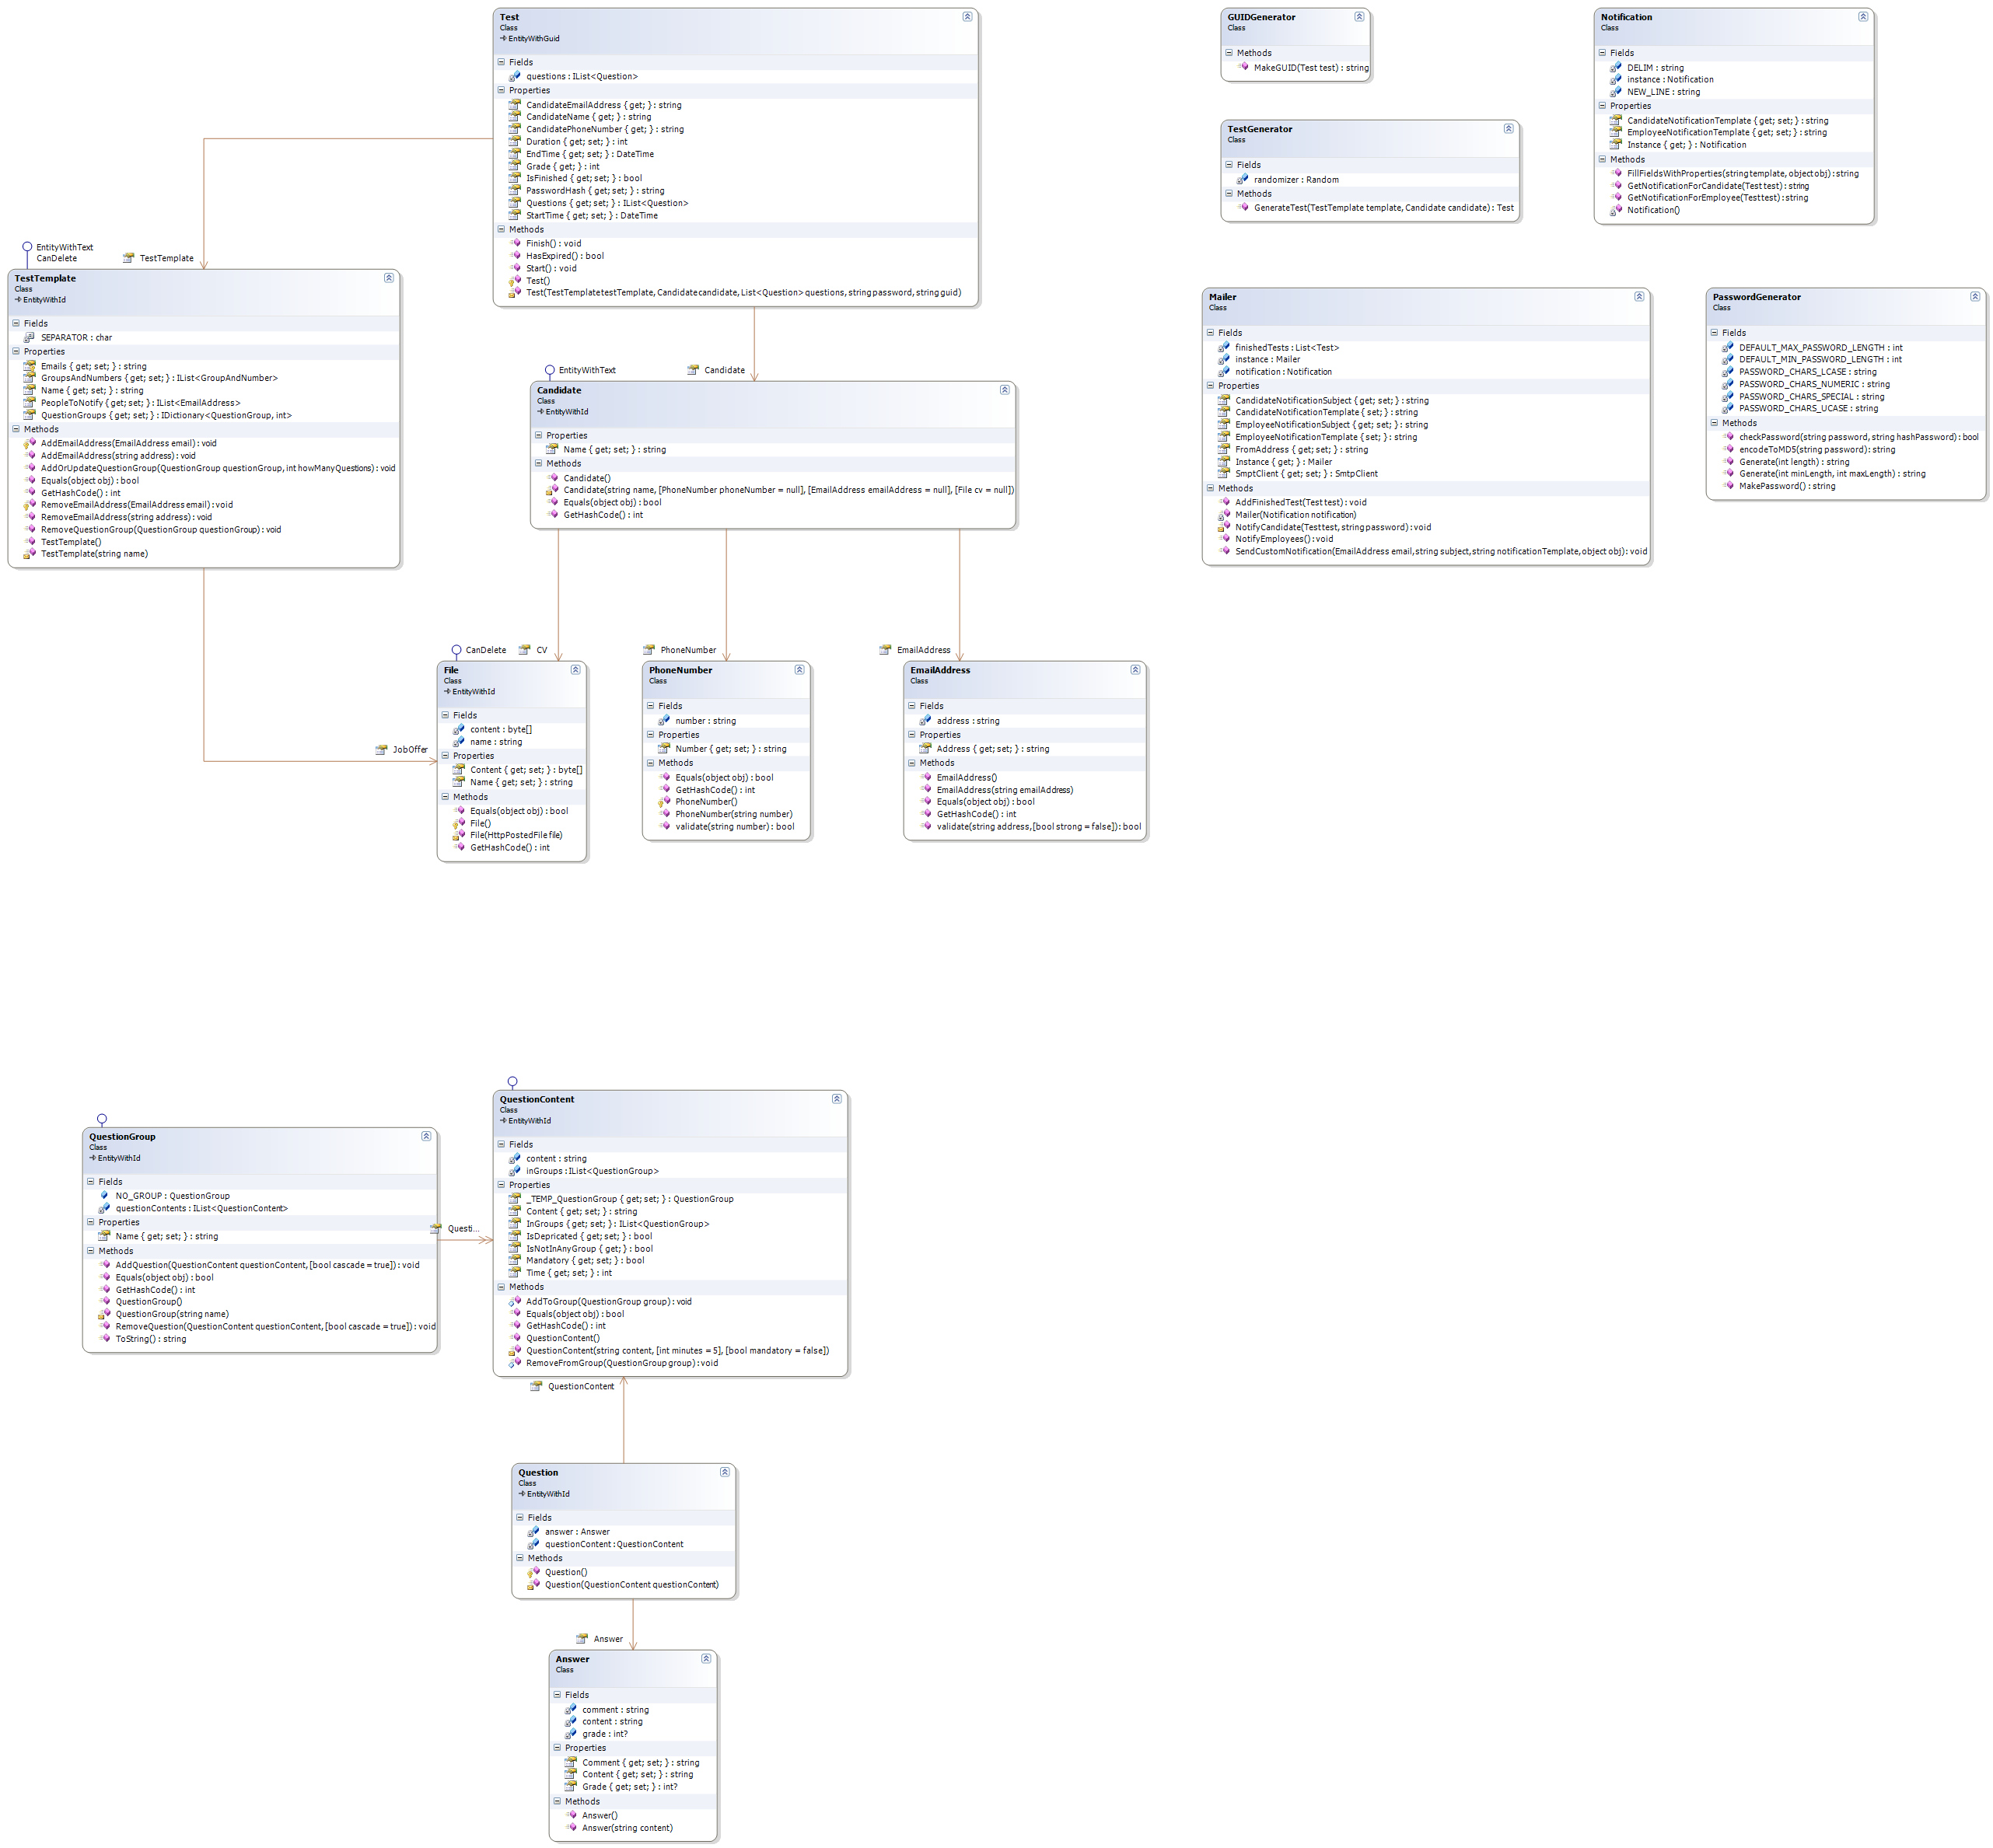 Test
Class
EntityWithGuid
Fields
questions : IList<Question>
Properties
CandidateEmailAddress { get; } : string
CandidateName { get; } : string
CandidatePhoneNumber { get; } : string
Duration { get; set; } : int
EndTime { get; set; } : DateTime
Grade { get; } : int
IsFinished { get; set; } : bool
PasswordHash { get; set; } : string
Questions { get; set; } : IList<Question>
StartTime { get; set; } : DateTime
Methods
Finish() : void
HasExpired() : bool
Start() : void
Test()
Test(TestTemplate testTemplate, Candidate candidate, List<Question> questions, string password, string guid)
GUIDGenerator
Class
Methods
MakeGUID(Test test) : string
Notification
Class
Fields
DELIM : string
instance : Notification
NEW_LINE : string
Properties
CandidateNotificationTemplate { get; set; } : string
EmployeeNotificationTemplate { get; set; } : string
Instance { get; } : Notification
Methods
FillFieldsWithProperties(string template, object obj) : string
GetNotificationForCandidate(Test test) : string
GetNotificationForEmployee(Test test) : string
Notification()
TestGenerator
Class
Fields
randomizer : Random
Methods
GenerateTest(TestTemplate template, Candidate candidate) : Test
EntityWithText
CanDelete
TestTemplate
TestTemplate
Class
EntityWithId
Fields
SEPARATOR : char
Properties
Emails { get; set; } : string
GroupsAndNumbers { get; set; } : IList<GroupAndNumber>
Name { get; set; } : string
PeopleToNotify { get; set; } : IList<EmailAddress>
QuestionGroups { get; set; } : IDictionary<QuestionGroup, int>
Methods
AddEmailAddress(EmailAddress email) : void
AddEmailAddress(string address) : void
AddOrUpdateQuestionGroup(QuestionGroup questionGroup, int howManyQuestions) : void
Equals(object obj) : bool
GetHashCode() : int
RemoveEmailAddress(EmailAddress email) : void
RemoveEmailAddress(string address) : void
RemoveQuestionGroup(QuestionGroup questionGroup) : void
TestTemplate()
TestTemplate(string name)
Mailer
Class
Fields
finishedTests : List<Test>
instance : Mailer
notification : Notification
Properties
CandidateNotificationSubject { get; set; } : string
CandidateNotificationTemplate { set; } : string
EmployeeNotificationSubject { get; set; } : string
EmployeeNotificationTemplate { set; } : string
FromAddress { get; set; } : string
Instance { get; } : Mailer
SmptClient { get; set; } : SmtpClient
Methods
AddFinishedTest(Test test) : void
Mailer(Notification notification)
NotifyCandidate(Test test, string password) : void
NotifyEmployees() : void
SendCustomNotification(EmailAddress email, string subject, string notificationTemplate, object obj) : void
PasswordGenerator
Class
Fields
DEFAULT_MAX_PASSWORD_LENGTH : int
DEFAULT_MIN_PASSWORD_LENGTH : int
PASSWORD_CHARS_LCASE : string
PASSWORD_CHARS_NUMERIC : string
PASSWORD_CHARS_SPECIAL : string
PASSWORD_CHARS_UCASE : string
Methods
checkPassword(string password, string hashPassword) : bool
encodeToMD5(string password) : string
Generate(int length) : string
Generate(int minLength, int maxLength) : string
MakePassword() : string
EntityWithText
Candidate
Candidate
Class
EntityWithId
Properties
Name { get; set; } : string
Methods
Candidate()
Candidate(string name, [PhoneNumber phoneNumber = null], [EmailAddress emailAddress = null], [File cv = null])
Equals(object obj) : bool
GetHashCode() : int
CanDelete
CV
PhoneNumber
EmailAddress
JobOffer
File
Class
EntityWithId
Fields
content : byte[]
name : string
Properties
Content { get; set; } : byte[]
Name { get; set; } : string
Methods
Equals(object obj) : bool
File()
File(HttpPostedFile file)
GetHashCode() : int
PhoneNumber
Class
Fields
number : string
Properties
Number { get; set; } : string
Methods
Equals(object obj) : bool
GetHashCode() : int
PhoneNumber()
PhoneNumber(string number)
validate(string number) : bool
EmailAddress
Class
Fields
address : string
Properties
Address { get; set; } : string
Methods
EmailAddress()
EmailAddress(string emailAddress)
Equals(object obj) : bool
GetHashCode() : int
validate(string address, [bool strong = false]) : bool
QuestionGroup
Class
EntityWithId
Fields
NO_GROUP : QuestionGroup
questionContents : IList<QuestionContent>
Properties
Name { get; set; } : string
Methods
AddQuestion(QuestionContent questionContent, [bool cascade = true]) : void
Equals(object obj) : bool
GetHashCode() : int
QuestionGroup()
QuestionGroup(string name)
RemoveQuestion(QuestionContent questionContent, [bool cascade = true]) : void
ToString() : string
Questi...
QuestionContent
Class
EntityWithId
Fields
content : string
inGroups : IList<QuestionGroup>
Properties
_TEMP_QuestionGroup { get; set; } : QuestionGroup
Content { get; set; } : string
InGroups { get; set; } : IList<QuestionGroup>
IsDepricated { get; set; } : bool
IsNotInAnyGroup { get; } : bool
Mandatory { get; set; } : bool
Time { get; set; } : int
Methods
AddToGroup(QuestionGroup group) : void
Equals(object obj) : bool
GetHashCode() : int
QuestionContent()
QuestionContent(string content, [int minutes = 5], [bool mandatory = false])
RemoveFromGroup(QuestionGroup group) : void
QuestionContent
Question
Class
EntityWithId
Fields
answer : Answer
questionContent : QuestionContent
Methods
Question()
Question(QuestionContent questionContent)
Answer
Answer
Class
Fields
comment : string
content : string
grade : int?
Properties
Comment { get; set; } : string
Content { get; set; } : string
Grade { get; set; } : int?
Methods
Answer()
Answer(string content)